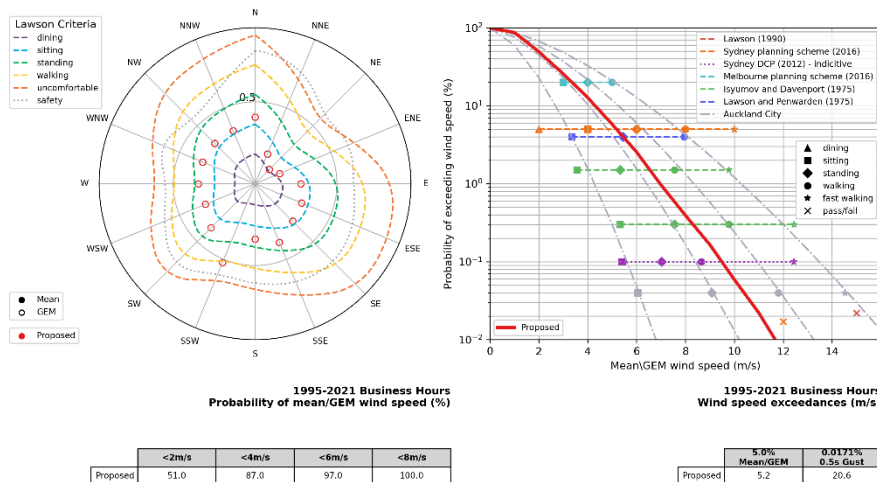 Lawson Criteria
dining
sitting
standing
walking
uncomfortable
safety
N
NNE
NE
ENE
E
ESE
SE
SSE
S
SSW
SW
WSW
W
WNW
NW
NNW
0.5
Mean
GEM
Proposed
1995-2021 Business Hours
Probability of mean/GEM wind speed (%)
<2m/s <4m/s <6m/s <8m/s
Proposed 51.0 87.0 97.0 100.0
Probability of exceeding wind speed (%)
10²
10¹
10⁰
10⁻¹
10⁻²
0 2 4 6 8 10 12 14
Mean\GEM wind speed (m/s)
Lawson (1990)
Sydney planning scheme (2016)
Sydney DCP (2012) - Indicitive
Melbourne planning scheme (2016)
Isyumov and Davenport (1975)
Lawson and Penwarden (1975)
Auckland City
dining
sitting
standing
walking
fast walking
pass/fail
Proposed
1995-2021 Business Hours
Wind speed exceedances (m/s
5.0% 0.0171%
Mean/GEM 0.5s Gust
Proposed 5.2 20.6